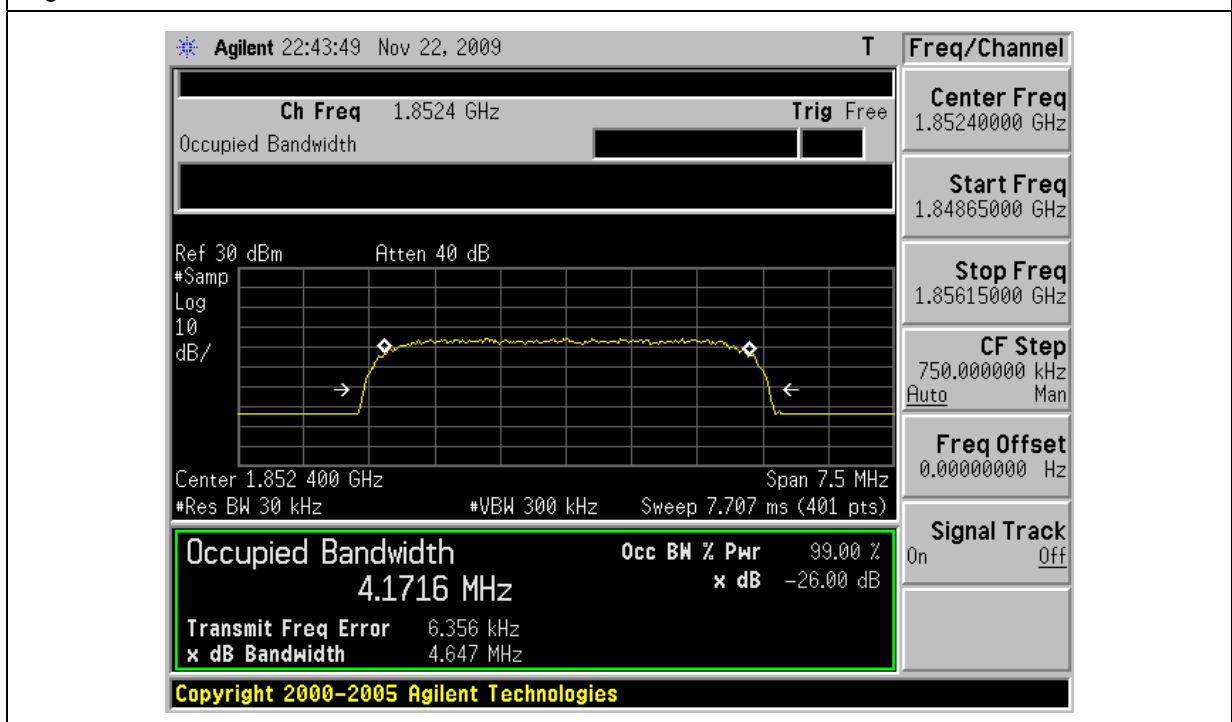 Agilent 22:43:49 Nov 22, 2009 T
Freq/Channel
Ch Freq 1.8524 GHz Trig Free
Occupied Bandwidth
Center Freq
1.85240000 GHz
Start Freq
1.84865000 GHz
Stop Freq
1.85615000 GHz
CF Step
750.000000 kHz
Auto Man
Freq Offset
0.00000000 Hz
Signal Track
On Off
Ref 30 dBm Atten 40 dB
#Samp
Log
10
dB/
Center 1.852 400 GHz Span 7.5 MHz
#Res BW 30 kHz #VBW 300 kHz Sweep 7.707 ms (401 pts)
Occupied Bandwidth Occ BW % Pwr 99.00 %
4.1716 MHz x dB -26.00 dB
Transmit Freq Error 6.356 kHz
x dB Bandwidth 4.647 MHz
Copyright 2000-2005 Agilent Technologies